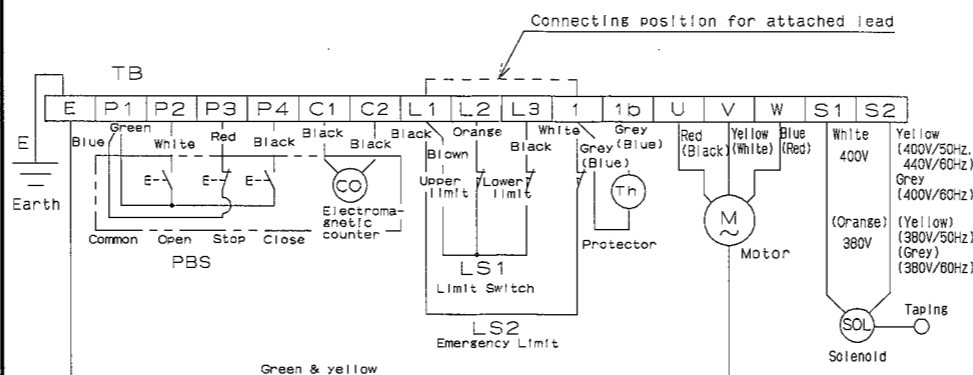 Connecting position for attached lead
TB
E P1 P2 P3 P4 C1 C2 L1 L2 L3 1 1b U V W S1 S2
E
Earth
Blue
Green
White
Red
Black
Black
Black
Black
Blown
Orange
Black
White
Grey
(Blue)
Grey
(Blue)
Red
(Black)
Yellow
(White)
Blue
(Red)
White
400V
Yellow
(400V/50Hz,
440V/60Hz)
Grey
(400V/60Hz)
(Orange)
380V
(Yellow)
(380V/50Hz)
(Grey)
(380V/60Hz)
E
E
E
CO
Electroma-
gnetic
counter
Upper
limit
Lower
limit
Th
Protector
M
~
Motor
Common Open Stop Close
PBS
LS1
Limit Switch
LS2
Emergency Limit
SOL
Solenoid
Taping
Green & yellow